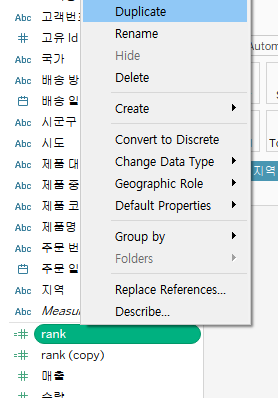 Abc 고객번호
고유 Id
Abc 국가
Abc 배송 방
배송 일
Abc 시군구
Abc 시도
Abc 제품 대
Abc 제품 중
Abc 제품 코
Abc 제품명
Abc 주문 번
주문 일
Abc 지역
Abc Measu
rank
rank (copy)
매출
Duplicate
Rename
Hide
Delete
Create
Convert to Discrete
Change Data Type
Geographic Role
Default Properties
Group by
Folders
Replace References...
Describe...
Autom
To
지역